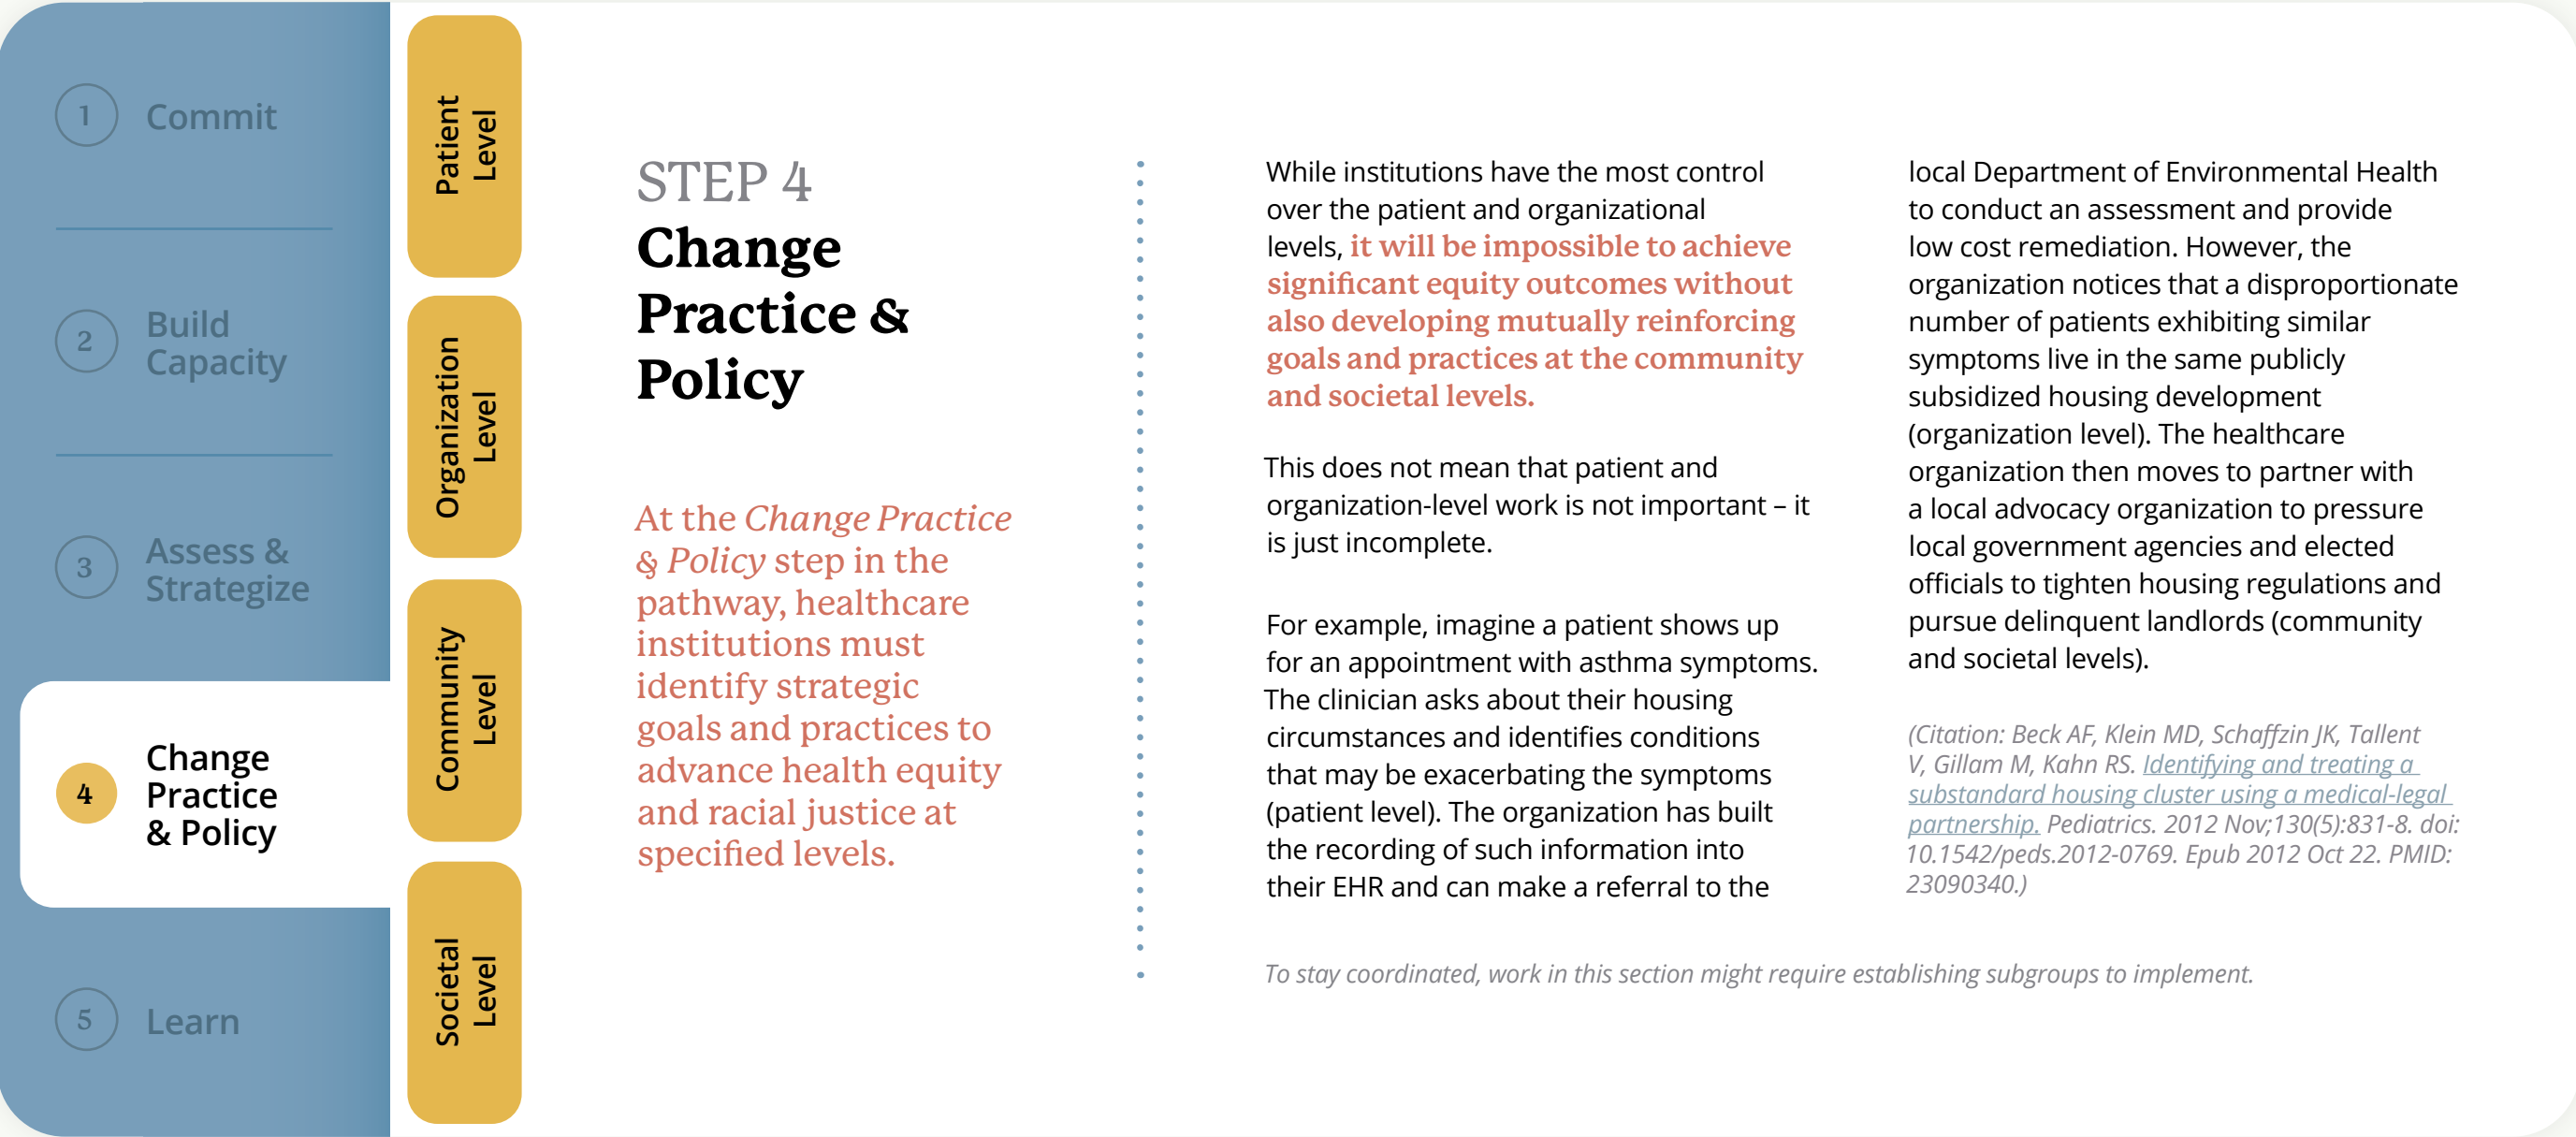 1
Commit
2
Build
Capacity
3
Assess &
Strategize
4
Change
Practice
& Policy
5
Learn
Patient
Level
Organization
Level
Community
Level
Societal
Level
STEP 4
Change
Practice &
Policy
At the Change Practice
& Policy step in the
pathway, healthcare
institutions must
identify strategic
goals and practices to
advance health equity
and racial justice at
specified levels.
While institutions have the most control
over the patient and organizational
levels, it will be impossible to achieve
significant equity outcomes without
also developing mutually reinforcing
goals and practices at the community
and societal levels.
This does not mean that patient and
organization-level work is not important – it
is just incomplete.
For example, imagine a patient shows up
for an appointment with asthma symptoms.
The clinician asks about their housing
circumstances and identifies conditions
that may be exacerbating the symptoms
(patient level). The organization has built
the recording of such information into
their EHR and can make a referral to the
local Department of Environmental Health
to conduct an assessment and provide
low cost remediation. However, the
organization notices that a disproportionate
number of patients exhibiting similar
symptoms live in the same publicly
subsidized housing development
(organization level). The healthcare
organization then moves to partner with
a local advocacy organization to pressure
local government agencies and elected
officials to tighten housing regulations and
pursue delinquent landlords (community
and societal levels).
(Citation: Beck AF, Klein MD, Schaffzin JK, Tallent
V, Gillam M, Kahn RS. Identifying and treating a
substandard housing cluster using a medical-legal
partnership. Pediatrics. 2012 Nov;130(5):831-8. doi:
10.1542/peds.2012-0769. Epub 2012 Oct 22. PMID:
23090340.)
To stay coordinated, work in this section might require establishing subgroups to implement.